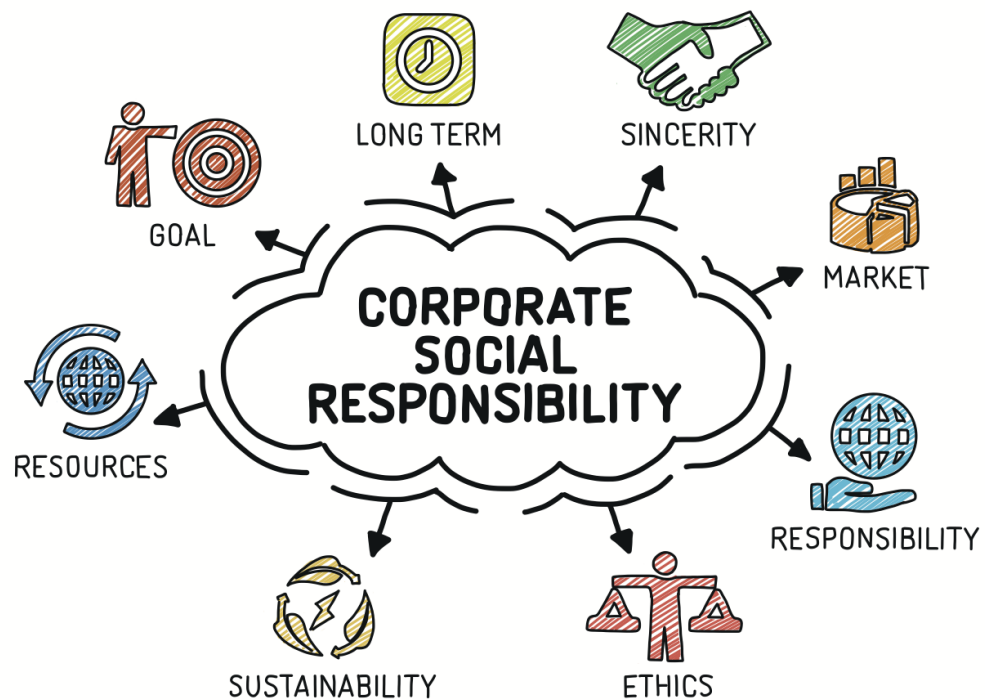 LONG TERM
SINCERITY
GOAL
MARKET
CORPORATE
SOCIAL
RESPONSIBILITY
RESOURCES
RESPONSIBILITY
SUSTAINABILITY
ETHICS